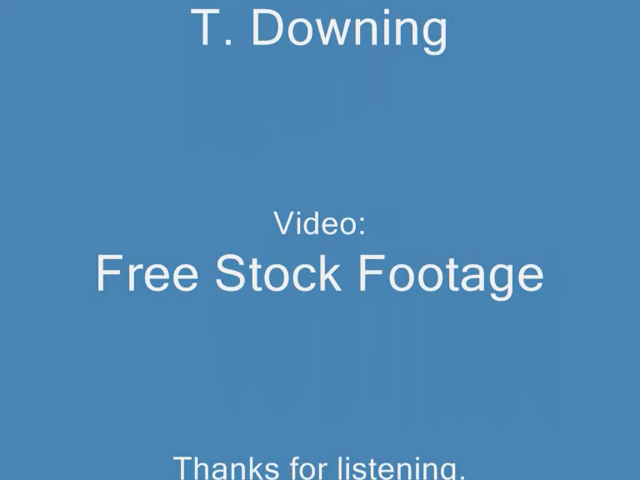 T. Downing
Video:
Free Stock Footage
Thanks for listening.